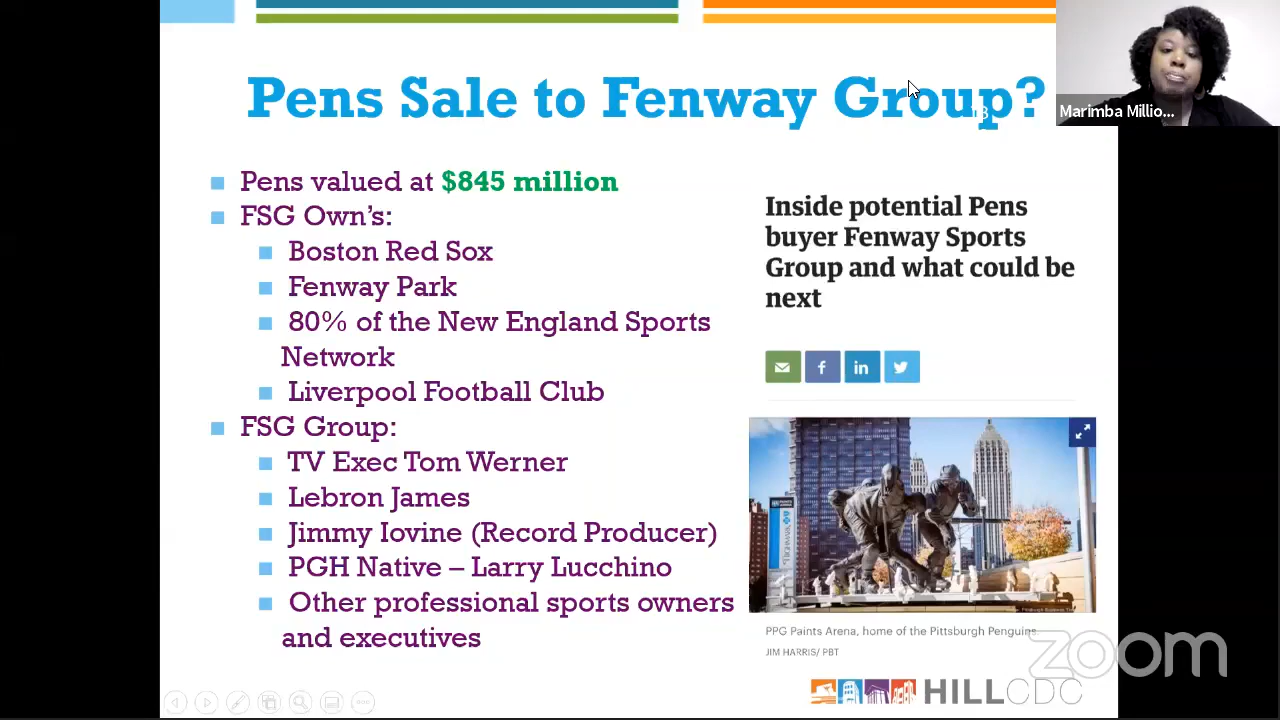 Pens Sale to Fenway Group?
Marimba Millio...
13
Pens valued at $845 million
FSG Own's:
Boston Red Sox
Fenway Park
80% of the New England Sports
Network
Liverpool Football Club
FSG Group:
TV Exec Tom Werner
Lebron James
Jimmy Iovine (Record Producer)
PGH Native – Larry Lucchino
Other professional sports owners
and executives
Inside potential Pens
buyer Fenway Sports
Group and what could be
next
f
in
PPG Paints Arena, home of the Pittsburgh Penguins.
JIM HARRIS/ PBT
zoom
HILLCDC